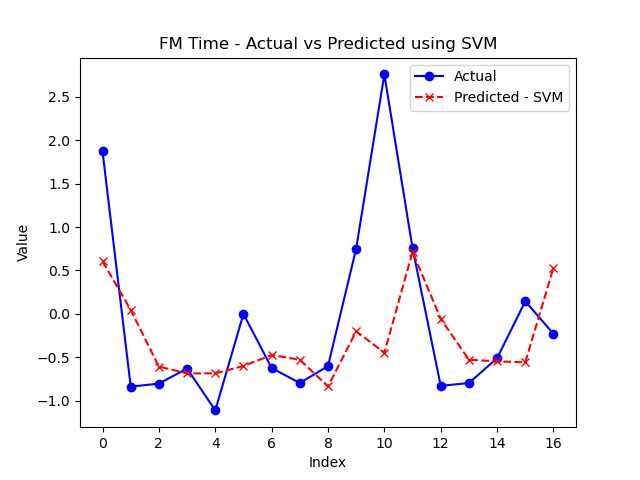 FM Time - Actual vs Predicted using SVM
Actual
Predicted - SVM
Value
2.5
2.0
1.5
1.0
0.5
0.0
−0.5
−1.0
0 2 4 6 8 10 12 14 16
Index